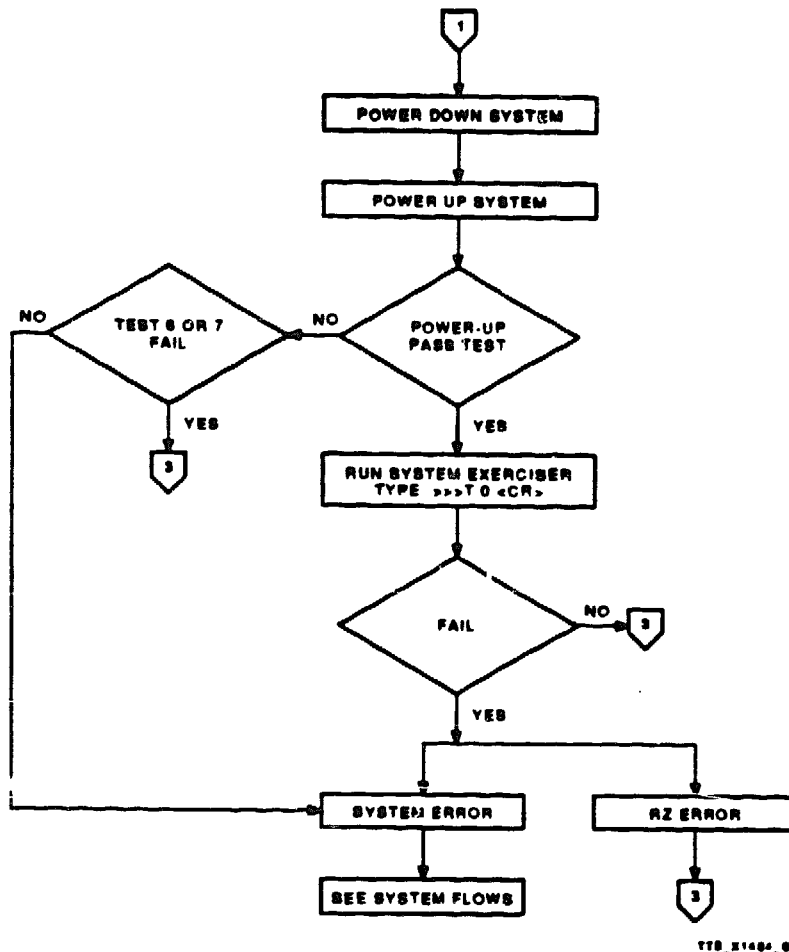 1
POWER DOWN SYSTEM
POWER UP SYSTEM
NO
TEST 6 OR 7
FAIL
NO
POWER-UP
PASS TEST
YES
3
YES
RUN SYSTEM EXERCISER
TYPE >>>T 0 <CR>
FAIL
NO
3
YES
SYSTEM ERROR
RZ ERROR
SEE SYSTEM FLOWS
3